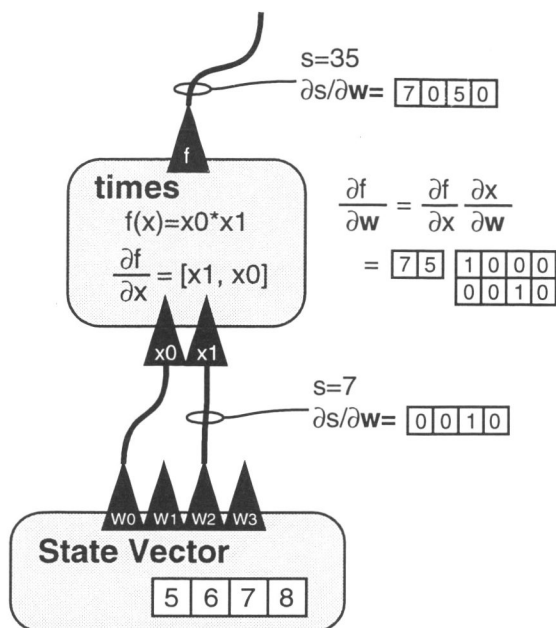 s=35
∂s/∂w= 7 0 5 0
f
times
f(x)=x0*x1
∂f/∂x = [x1, x0]
∂f/∂w = ∂f/∂x ∂x/∂w
= 7 5 1 0 0 0
0 0 1 0
x0 x1
s=7
∂s/∂w= 0 0 1 0
W0 W1 W2 W3
State Vector
5 6 7 8